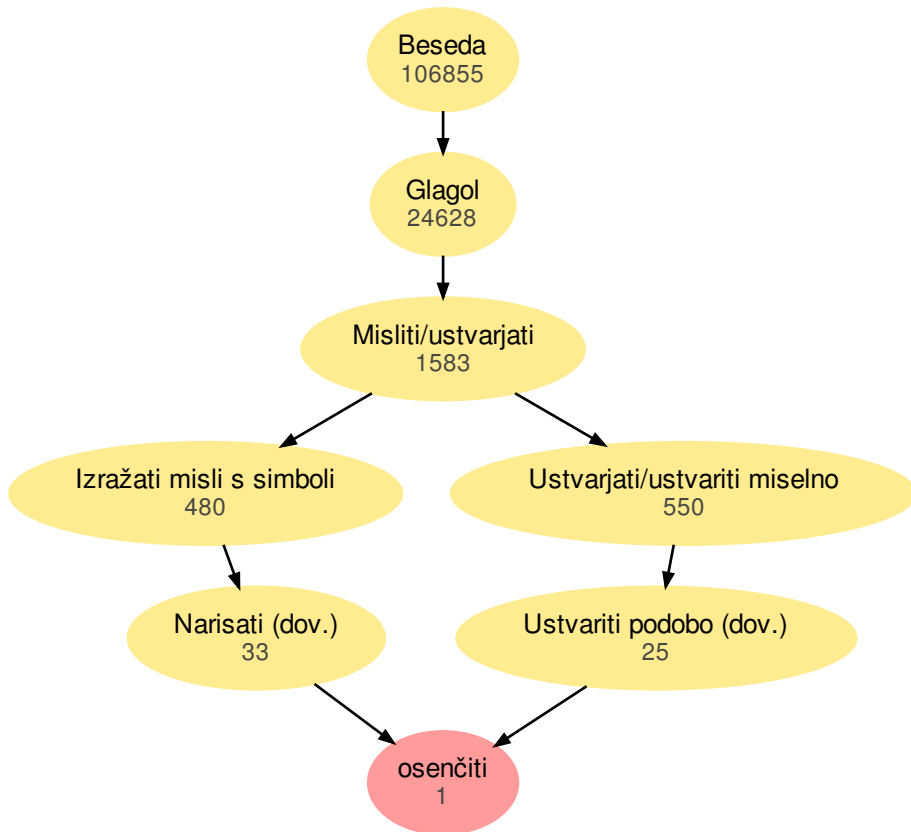 Beseda
106855
Glagol
24628
Misliti/ustvarjati
1583
Izražati misli s simboli
480
Ustvarjati/ustvariti miselno
550
Narisati (dov.)
33
Ustvariti podobo (dov.)
25
osenčiti
1